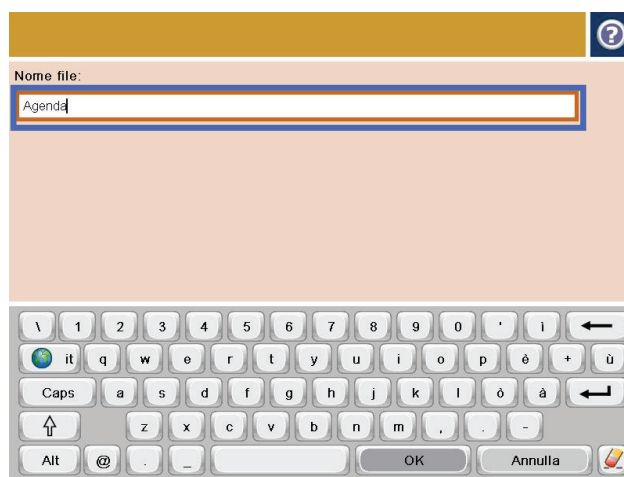 ?
Nome file:
Agenda
\ 1 2 3 4 5 6 7 8 9 0 ' ì
it q w e r t y u i o p è + ù
Caps a s d f g h j k l ò à
z x c v b n m , . -
Alt @ . _ OK Annulla